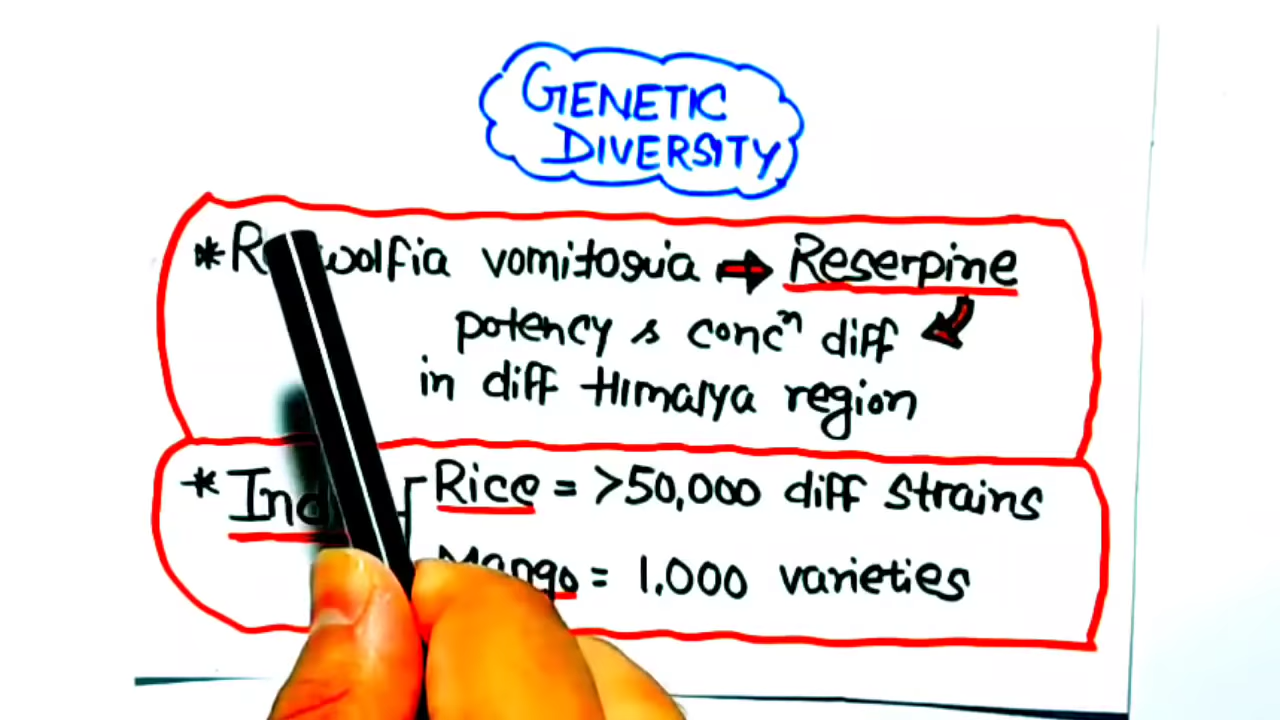 GENETIC
DIVERSITY
* wolfia vomitoria → Reserpine
potency & concⁿ diff
in diff Himalya region
* Rice = >50,000 diff strains
Mango = 1,000 varieties